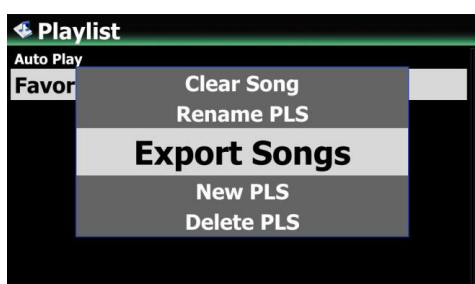 Playlist
Auto Play
Favor
Clear Song
Rename PLS
Export Songs
New PLS
Delete PLS